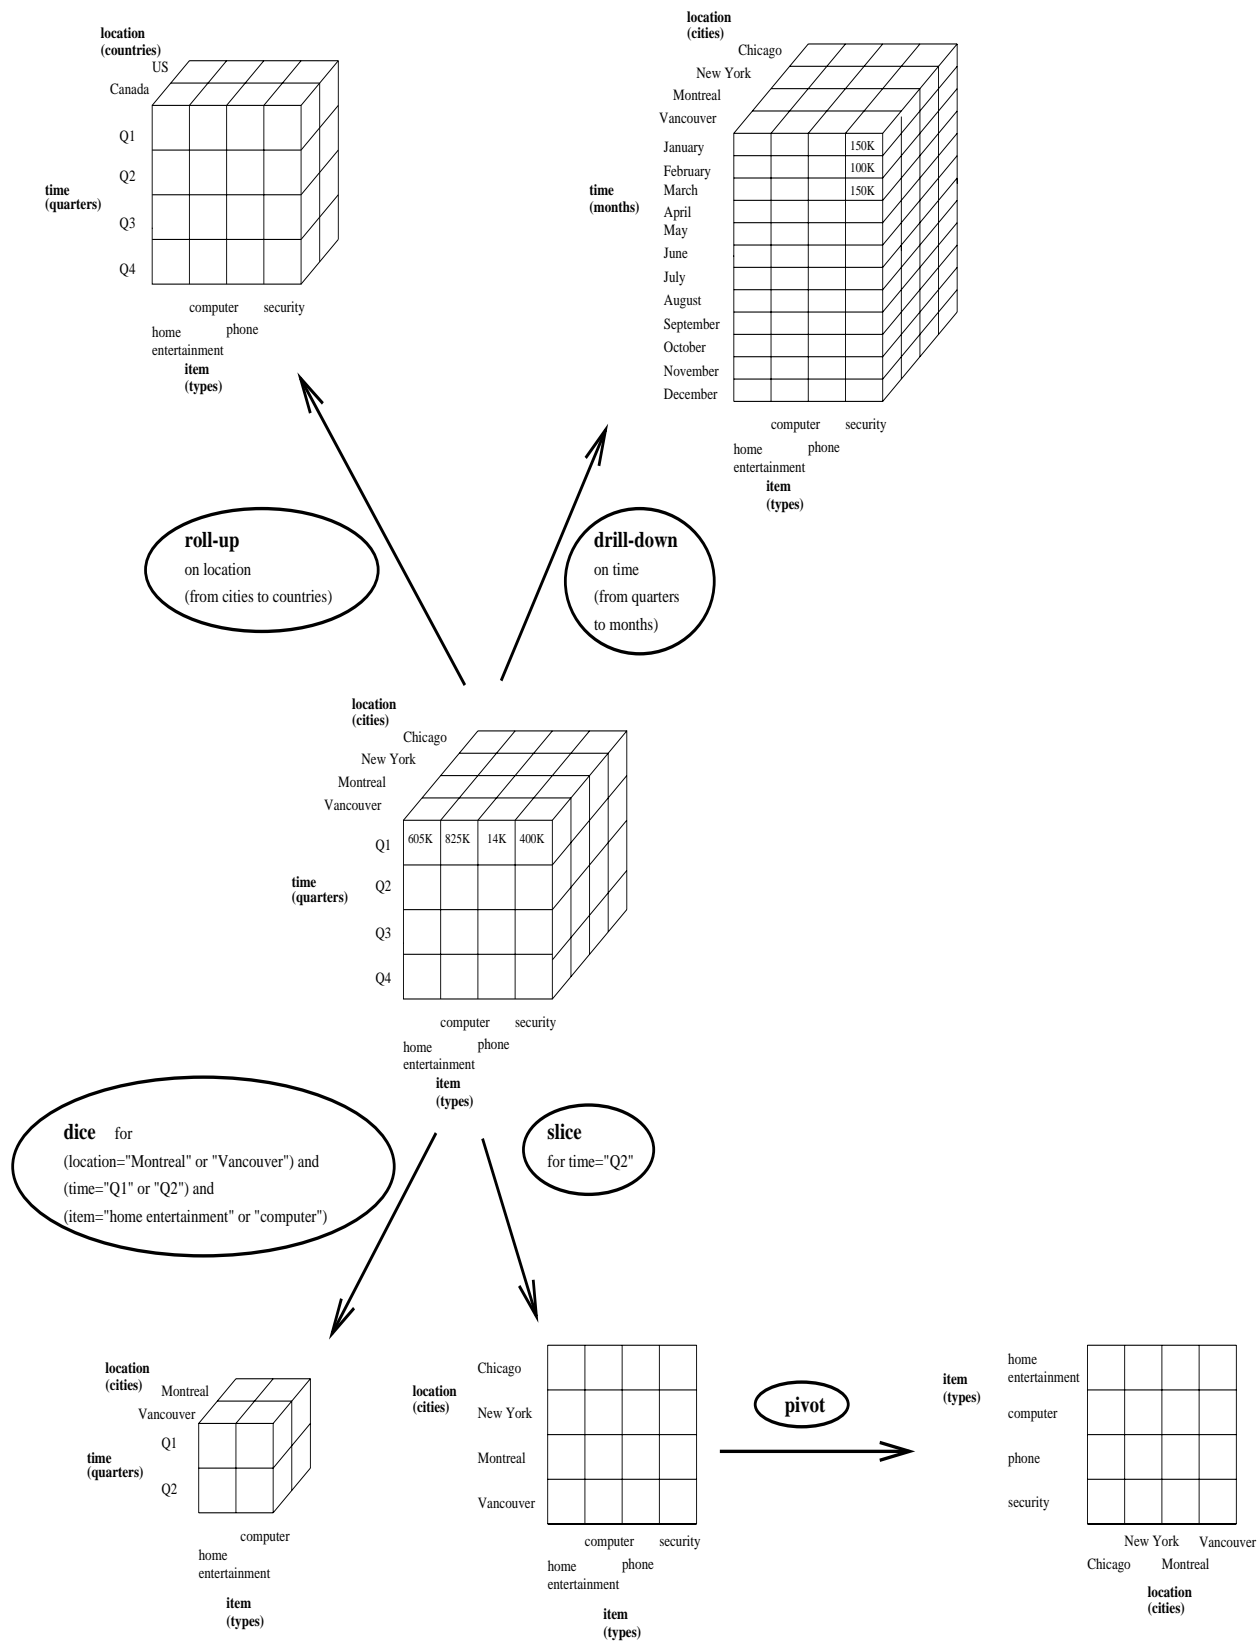 location
(countries)
US
Canada
Q1
Q2
time
(quarters)
Q3
Q4
computer security
home phone
entertainment
item
(types)
location
(cities)
Chicago
New York
Montreal
Vancouver
January 150K
February 100K
March 150K
time
(months)
April
May
June
July
August
September
October
November
December
computer security
home phone
entertainment
item
(types)
roll-up
on location
(from cities to countries)
drill-down
on time
(from quarters
to months)
location
(cities)
Chicago
New York
Montreal
Vancouver
Q1 605K 825K 14K 400K
Q2
time
(quarters)
Q3
Q4
computer security
home phone
entertainment
item
(types)
dice for
(location="Montreal" or "Vancouver") and
(time="Q1" or "Q2") and
(item="home entertainment" or "computer")
slice
for time="Q2"
location
(cities)
Montreal
Vancouver
Q1
time
(quarters)
Q2
computer
home
entertainment
item
(types)
Chicago
location
(cities)
New York
Montreal
Vancouver
computer security
home phone
entertainment
item
(types)
pivot
home
entertainment
item
(types)
computer
phone
security
New York Vancouver
Chicago Montreal
location
(cities)